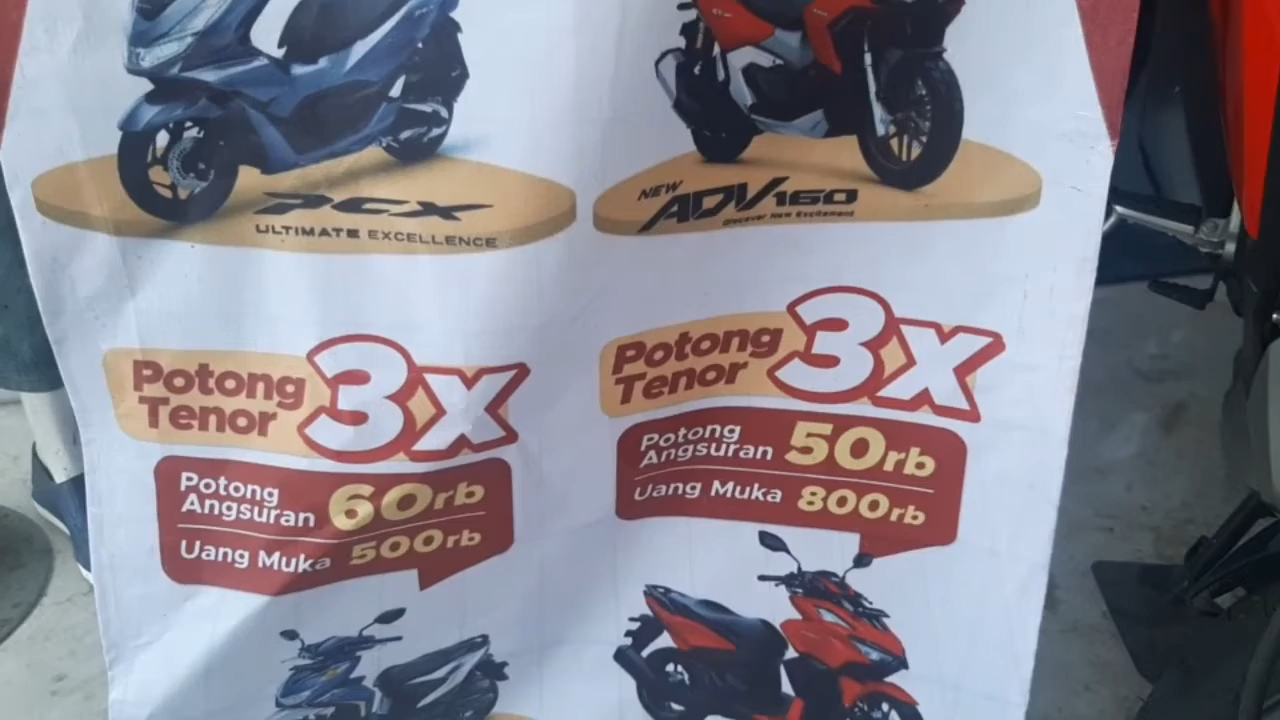 PCX
ULTIMATE EXCELLENCE
NEW
ADV160
Discover New Excitement
Potong
Tenor 3x
Potong
Angsuran 60rb
Uang Muka 500rb
Potong
Tenor 3x
Potong
Angsuran 50rb
Uang Muka 800rb